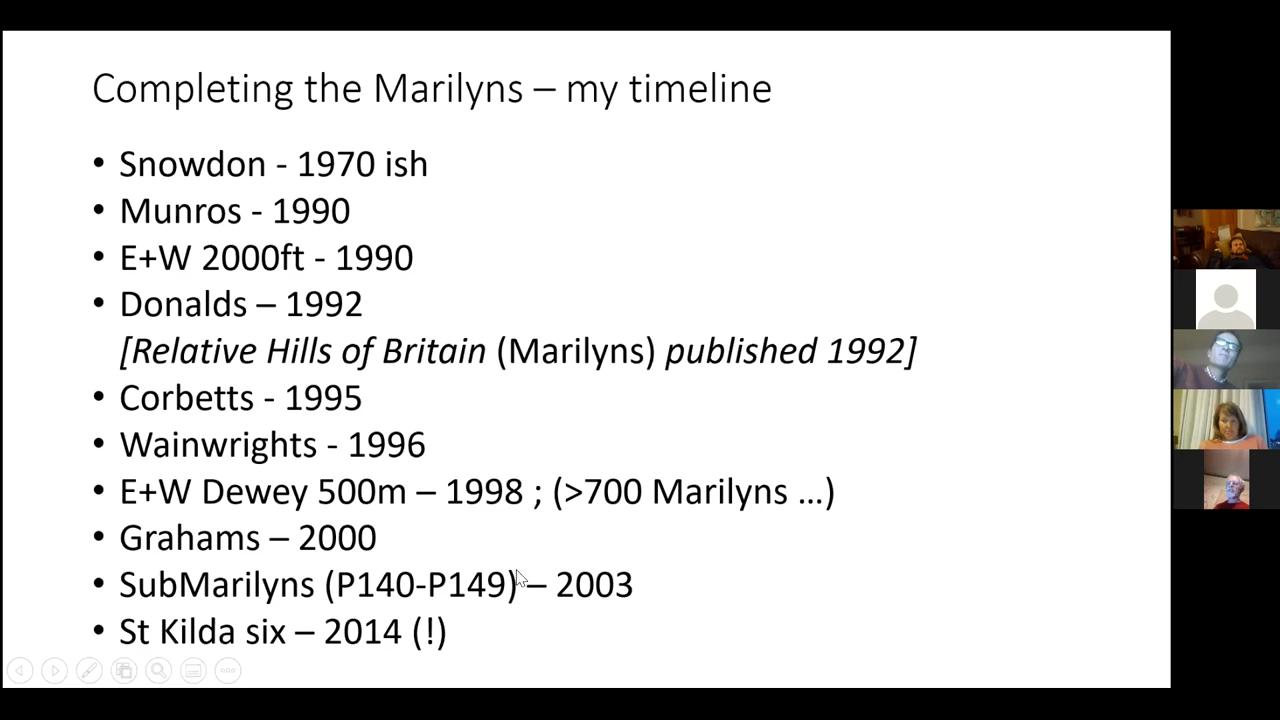 Completing the Marilyns – my timeline
• Snowdon - 1970 ish
• Munros - 1990
• E+W 2000ft - 1990
• Donalds – 1992
[Relative Hills of Britain (Marilyns) published 1992]
• Corbetts - 1995
• Wainwrights - 1996
• E+W Dewey 500m – 1998 ; (>700 Marilyns ...)
• Grahams – 2000
• SubMarilyns (P140-P149) – 2003
• St Kilda six – 2014 (!)